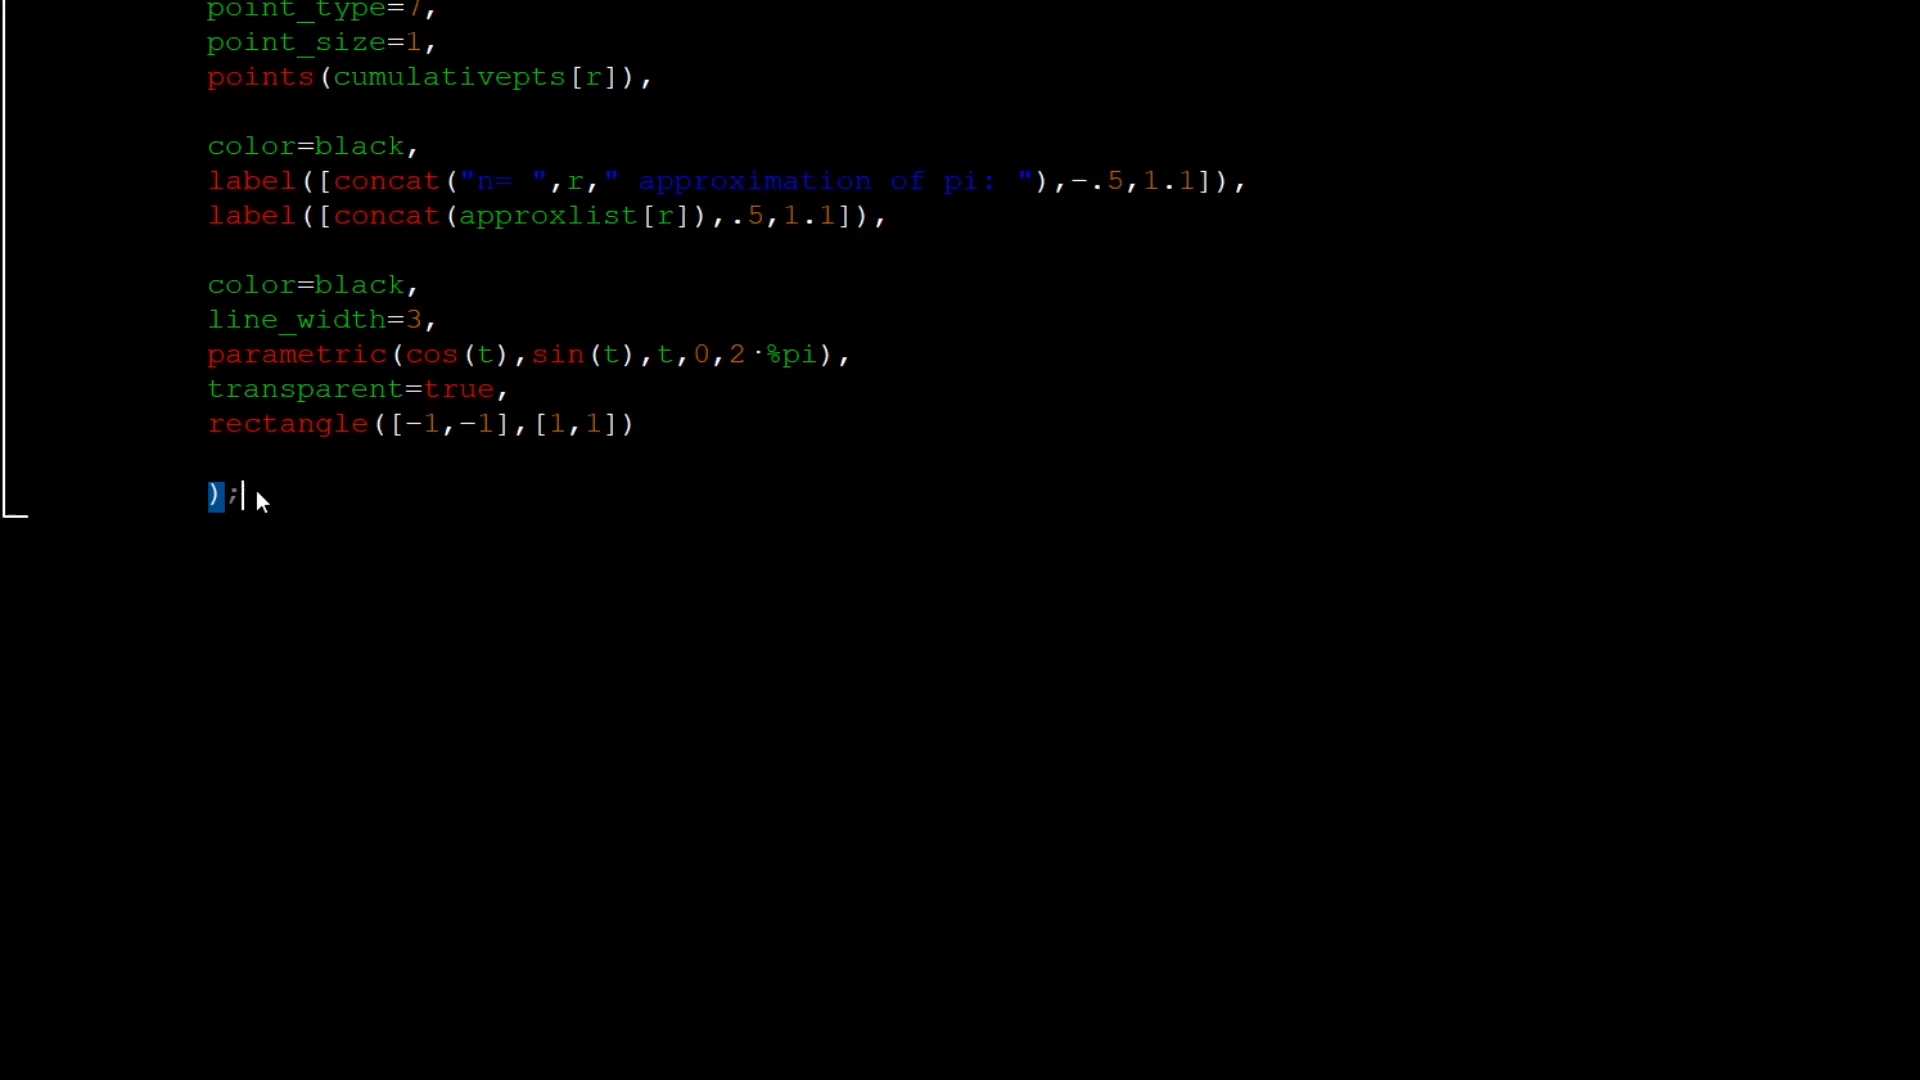 point_type=7,
point_size=1,
points(cumulativepts[r]),
color=black,
label([concat("n= ",r," approximation of pi: "),-.5,1.1]),
label([concat(approxlist[r]),.5,1.1]),
color=black,
line_width=3,
parametric(cos(t),sin(t),t,0,2·%pi),
transparent=true,
rectangle([-1,-1],[1,1])
);